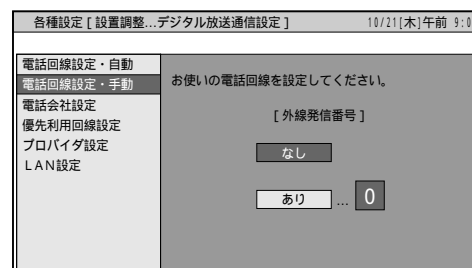 各種設定 [ 設置調整...デジタル放送通信設定 ] 10/21[木]午前 9:0
電話回線設定・自動
電話回線設定・手動
電話会社設定
優先利用回線設定
プロバイダ設定
LAN設定
お使いの電話回線を設定してください。
[ 外線発信番号 ]
なし
あり ... 0